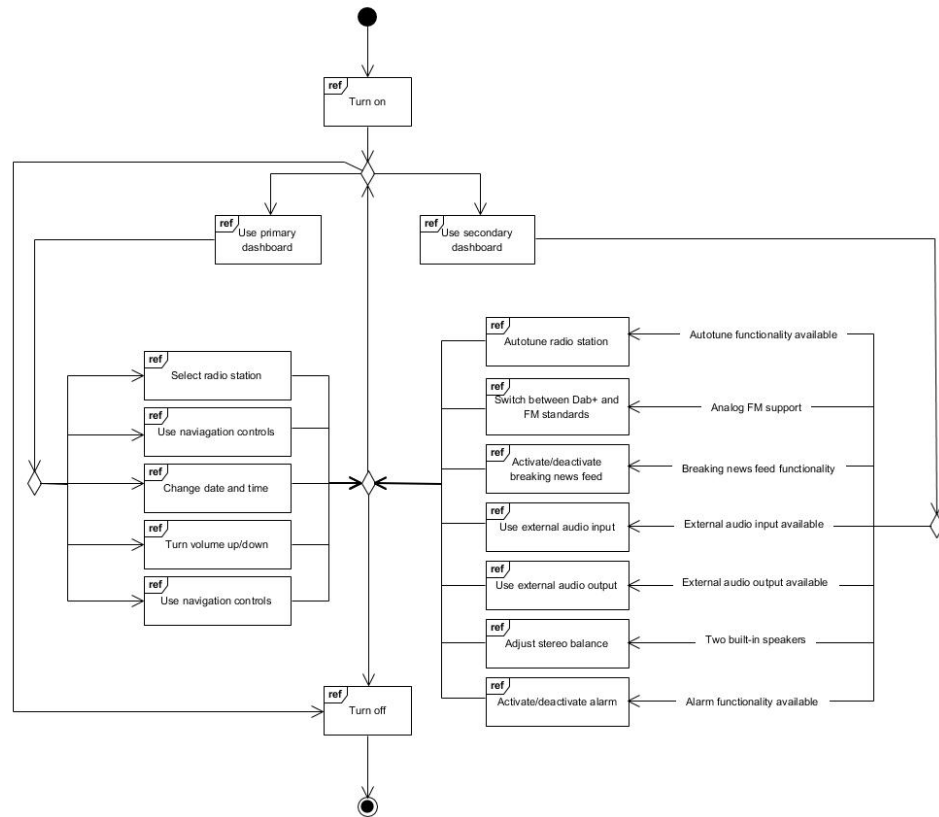 ref
Turn on
ref
Use primary
dashboard
ref
Use secondary
dashboard
ref
Select radio station
ref
Use naviagation controls
ref
Change date and time
ref
Turn volume up/down
ref
Use navigation controls
ref
Autotune radio station
Autotune functionality available
ref
Switch between Dab+ and
FM standards
Analog FM support
ref
Activate/deactivate
breaking news feed
Breaking news feed functionality
ref
Use external audio input
External audio input available
ref
Use external audio output
External audio output available
ref
Adjust stereo balance
Two built-in speakers
ref
Activate/deactivate alarm
Alarm functionality available
ref
Turn off